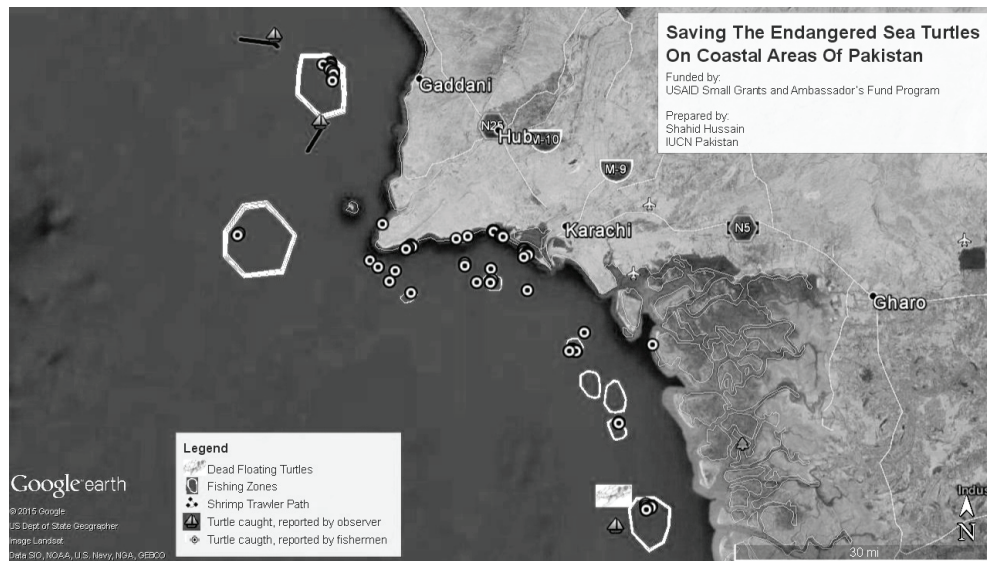 Saving The Endangered Sea Turtles
On Coastal Areas Of Pakistan
Funded by:
USAID Small Grants and Ambassador's Fund Program
Prepared by:
Shahid Hussain
IUCN Pakistan
Gaddani
N25
Hub
M-10
M-9
Karachi
N5
Gharo
Legend
Dead Floating Turtles
Fishing Zones
Shrimp Trawler Path
Turtle caught, reported by observer
Turtle caugth, reported by fishermen
Google earth
© 2015 Google
US Dept of State Geographer
Image Landsat
Data SIO, NOAA, U.S. Navy, NGA, GEBCO
Indus
N
30 mi